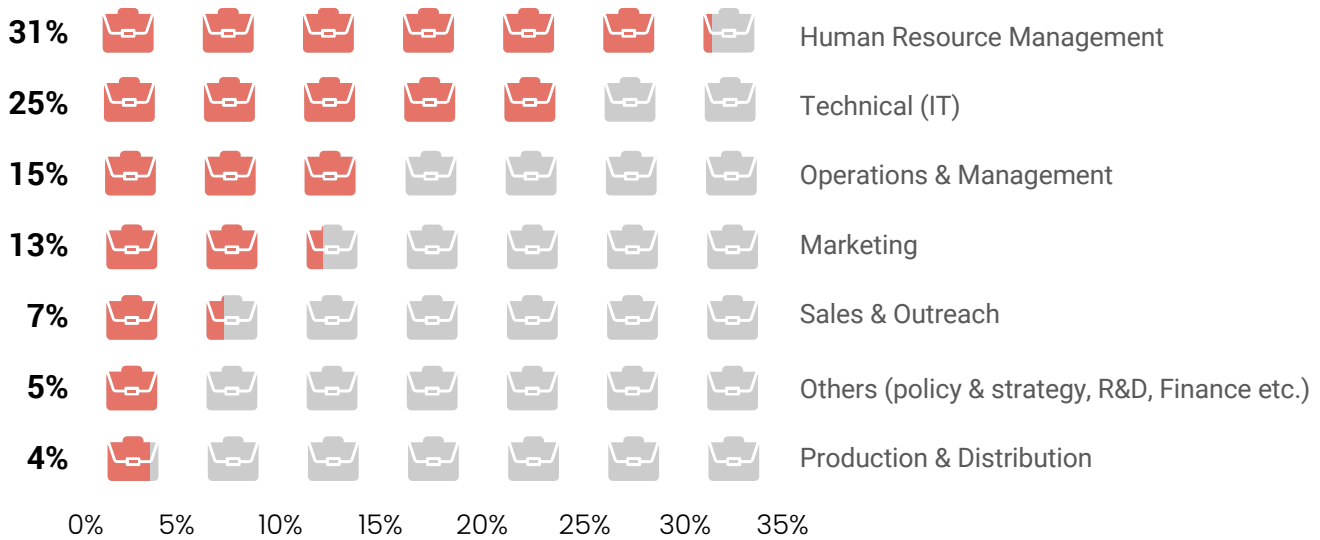 31% Human Resource Management
25% Technical (IT)
15% Operations & Management
13% Marketing
7% Sales & Outreach
5% Others (policy & strategy, R&D, Finance etc.)
4% Production & Distribution
0% 5% 10% 15% 20% 25% 30% 35%